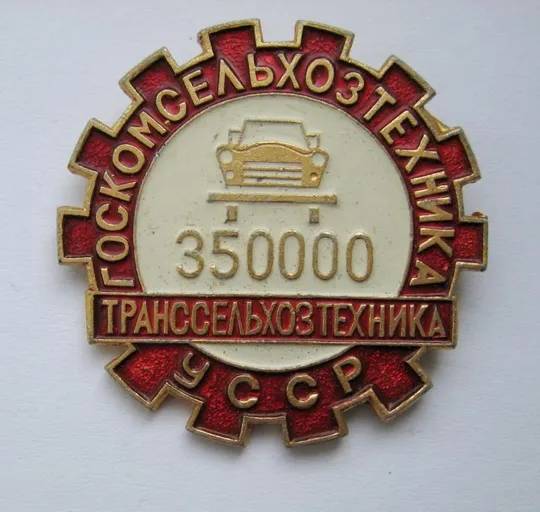 ГОСКОМСЕЛЬХОЗТЕХНИКА
350000
ТРАНССЕЛЬХОЗТЕХНИКА
УССР